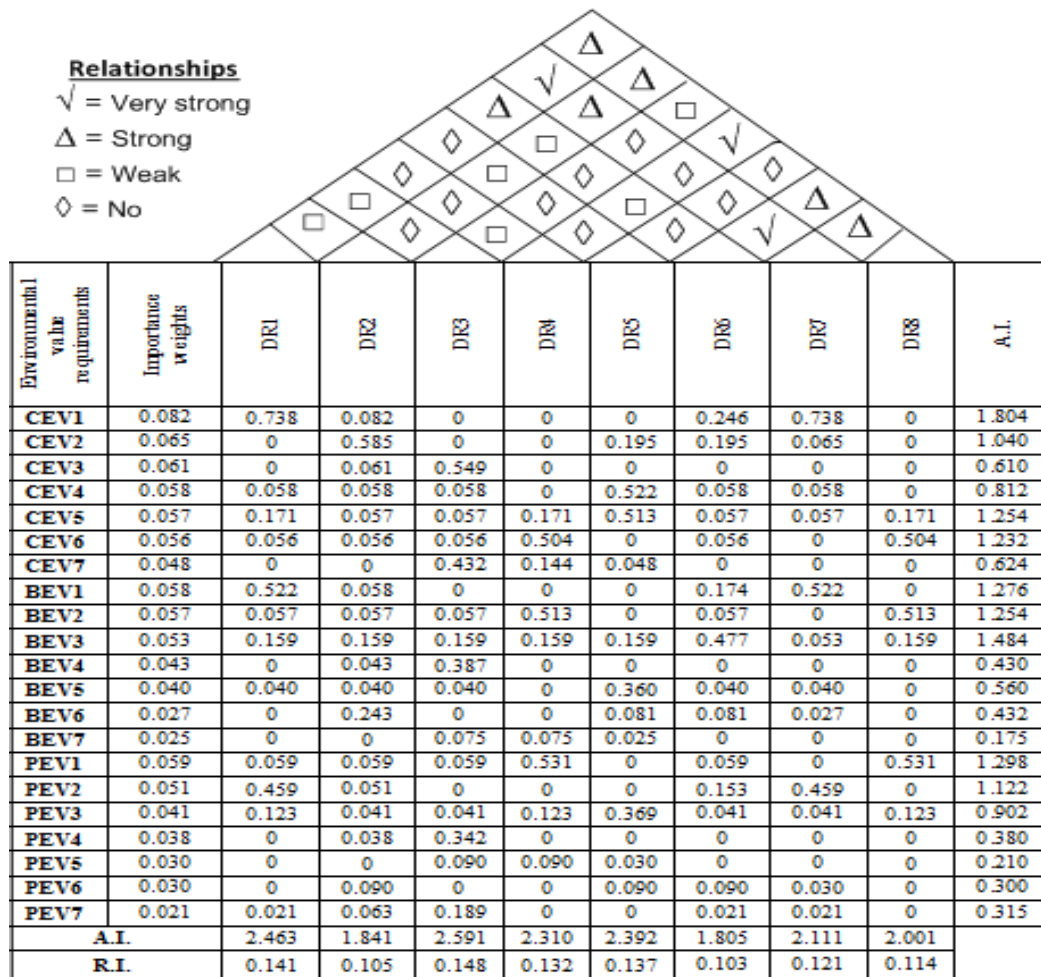 Relationships
√ = Very strong
Δ = Strong
□ = Weak
◊ = No
Δ
√ Δ
Δ Δ □
◊ □ ◊ √
◊ □ ◊ ◊ ◊
□ ◊ ◊ □ ◊ Δ
□ ◊ □ ◊ ◊ √ Δ
Environmental value requirements Importance weights DR1 DR2 DR3 DR4 DR5 DR6 DR7 DR8 A.I.
CEV1 0.082 0.738 0.082 0 0 0 0.246 0.738 0 1.804
CEV2 0.065 0 0.585 0 0 0.195 0.195 0.065 0 1.040
CEV3 0.061 0 0.061 0.549 0 0 0 0 0 0.610
CEV4 0.058 0.058 0.058 0.058 0 0.522 0.058 0.058 0 0.812
CEV5 0.057 0.171 0.057 0.057 0.171 0.513 0.057 0.057 0.171 1.254
CEV6 0.056 0.056 0.056 0.056 0.504 0 0.056 0 0.504 1.232
CEV7 0.048 0 0 0.432 0.144 0.048 0 0 0 0.624
BEV1 0.058 0.522 0.058 0 0 0 0.174 0.522 0 1.276
BEV2 0.057 0.057 0.057 0.057 0.513 0 0.057 0 0.513 1.254
BEV3 0.053 0.159 0.159 0.159 0.159 0.159 0.477 0.053 0.159 1.484
BEV4 0.043 0 0.043 0.387 0 0 0 0 0 0.430
BEV5 0.040 0.040 0.040 0.040 0 0.360 0.040 0.040 0 0.560
BEV6 0.027 0 0.243 0 0 0.081 0.081 0.027 0 0.432
BEV7 0.025 0 0 0.075 0.075 0.025 0 0 0 0.175
PEV1 0.059 0.059 0.059 0.059 0.531 0 0.059 0 0.531 1.298
PEV2 0.051 0.459 0.051 0 0 0 0.153 0.459 0 1.122
PEV3 0.041 0.123 0.041 0.041 0.123 0.369 0.041 0.041 0.123 0.902
PEV4 0.038 0 0.038 0.342 0 0 0 0 0 0.380
PEV5 0.030 0 0 0.090 0.090 0.030 0 0 0 0.210
PEV6 0.030 0 0.090 0 0 0.090 0.090 0.030 0 0.300
PEV7 0.021 0.021 0.063 0.189 0 0 0.021 0.021 0 0.315
A.I. 2.463 1.841 2.591 2.310 2.392 1.805 2.111 2.001
R.I. 0.141 0.105 0.148 0.132 0.137 0.103 0.121 0.114